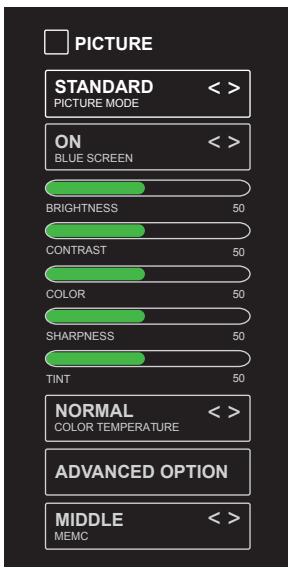 PICTURE
STANDARD < >
PICTURE MODE
ON < >
BLUE SCREEN
BRIGHTNESS 50
CONTRAST 50
COLOR 50
SHARPNESS 50
TINT 50
NORMAL < >
COLOR TEMPERATURE
ADVANCED OPTION
MIDDLE < >
MEMC